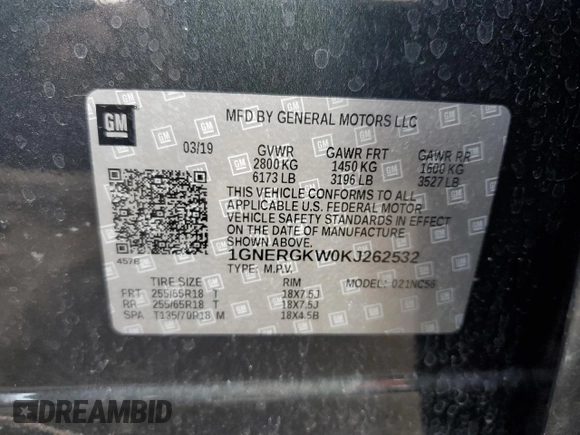 GM
MFD BY GENERAL MOTORS LLC
03/19 GVWR GAWR FRT GAWR RR
2800 KG 1450 KG 1600 KG
6173 LB 3196 LB 3527 LB
THIS VEHICLE CONFORMS TO ALL
APPLICABLE U.S. FEDERAL MOTOR
VEHICLE SAFETY STANDARDS IN EFFECT
ON THE DATE OF MANUFACTURE
SHOWN ABOVE.
4578
1GNERGKW0KJ262532
TYPE: M.P.V. MODEL: 021NC56
TIRE SIZE RIM
FRT 255/65R18 T 18X7.5J
RR 255/65R18 T 18X7.5J
SPA T135/70R18 M 18X4.5B
DREAMBID